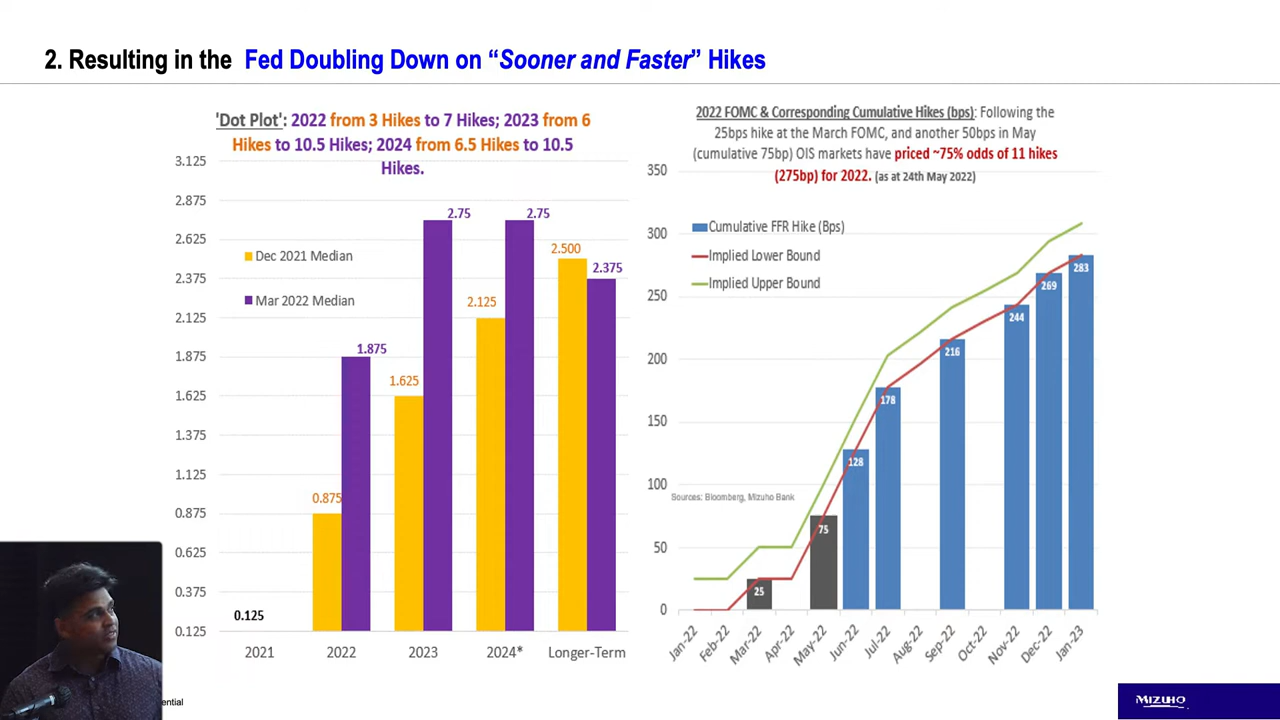 2. Resulting in the Fed Doubling Down on “Sooner and Faster” Hikes
'Dot Plot': 2022 from 3 Hikes to 7 Hikes; 2023 from 6
Hikes to 10.5 Hikes; 2024 from 6.5 Hikes to 10.5
Hikes.
3.125
2.875
2.625
2.375
2.125
1.875
1.625
1.375
1.125
0.875
0.625
0.375
0.125
Dec 2021 Median
Mar 2022 Median
0.125
0.875
1.875
1.625
2.75
2.125
2.75
2.500
2.375
2021 2022 2023 2024* Longer-Term
2022 FOMC & Corresponding Cumulative Hikes (bps): Following the
25bps hike at the March FOMC, and another 50bps in May
(cumulative 75bp) OIS markets have priced ~75% odds of 11 hikes
(275bp) for 2022. (as at 24th May 2022)
350
300
250
200
150
100
50
0
Cumulative FFR Hike (Bps)
Implied Lower Bound
Implied Upper Bound
Sources: Bloomberg, Mizuho Bank
25
75
128
178
216
244
269
283
Jan-22 Feb-22 Mar-22 Apr-22 May-22 Jun-22 Jul-22 Aug-22 Sep-22 Oct-22 Nov-22 Dec-22 Jan-23
ential
MIZUHO